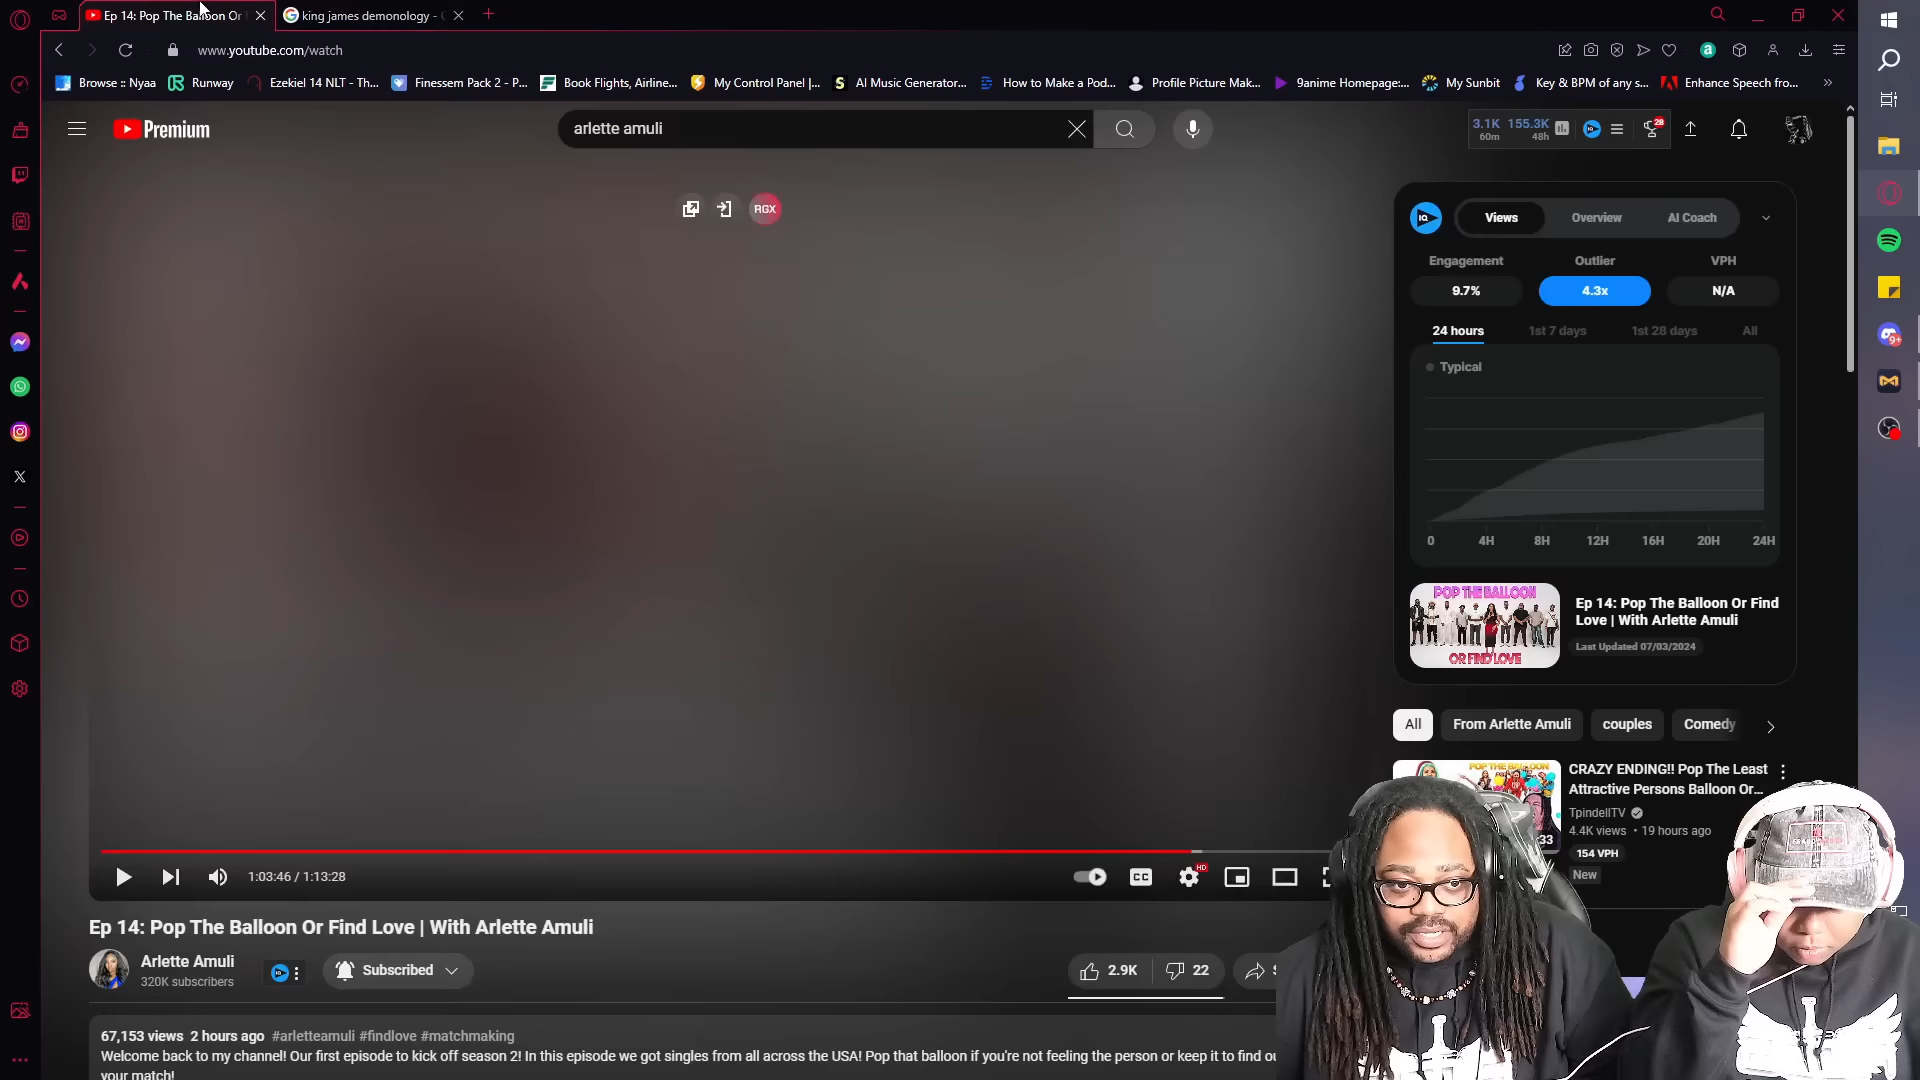 Ep 14: Pop The Balloon Or
king james demonology -
www.youtube.com/watch
Browse :: Nyaa
Runway
Ezekiel 14 NLT - Th...
Finessem Pack 2 - P...
Book Flights, Airline...
My Control Panel |...
AI Music Generator...
How to Make a Pod...
Profile Picture Mak...
9anime Homepage:...
My Sunbit
Key & BPM of any s...
Enhance Speech fro...
Premium
arlette amuli
3.1K 155.3K
60m 48h
28
RGX
IQ
Views Overview AI Coach
Engagement Outlier VPH
9.7% 4.3x N/A
24 hours 1st 7 days 1st 28 days All
Typical
0 4H 8H 12H 16H 20H 24H
POP THE BALLOON
OR FIND LOVE
Ep 14: Pop The Balloon Or Find
Love | With Arlette Amuli
Last Updated 07/03/2024
All From Arlette Amuli couples Comedy
POP THE BALLOON
33
CRAZY ENDING!! Pop The Least
Attractive Persons Balloon Or...
TpindellTV
4.4K views • 19 hours ago
154 VPH
New
9+
1:03:46 / 1:13:28
CC
HD
Ep 14: Pop The Balloon Or Find Love | With Arlette Amuli
Arlette Amuli
320K subscribers
IQ
Subscribed
2.9K 22 S
67,153 views 2 hours ago #arletteamuli #findlove #matchmaking
Welcome back to my channel! Our first episode to kick off season 2! In this episode we got singles from all across the USA! Pop that balloon if you're not feeling the person or keep it to find ou
your match!